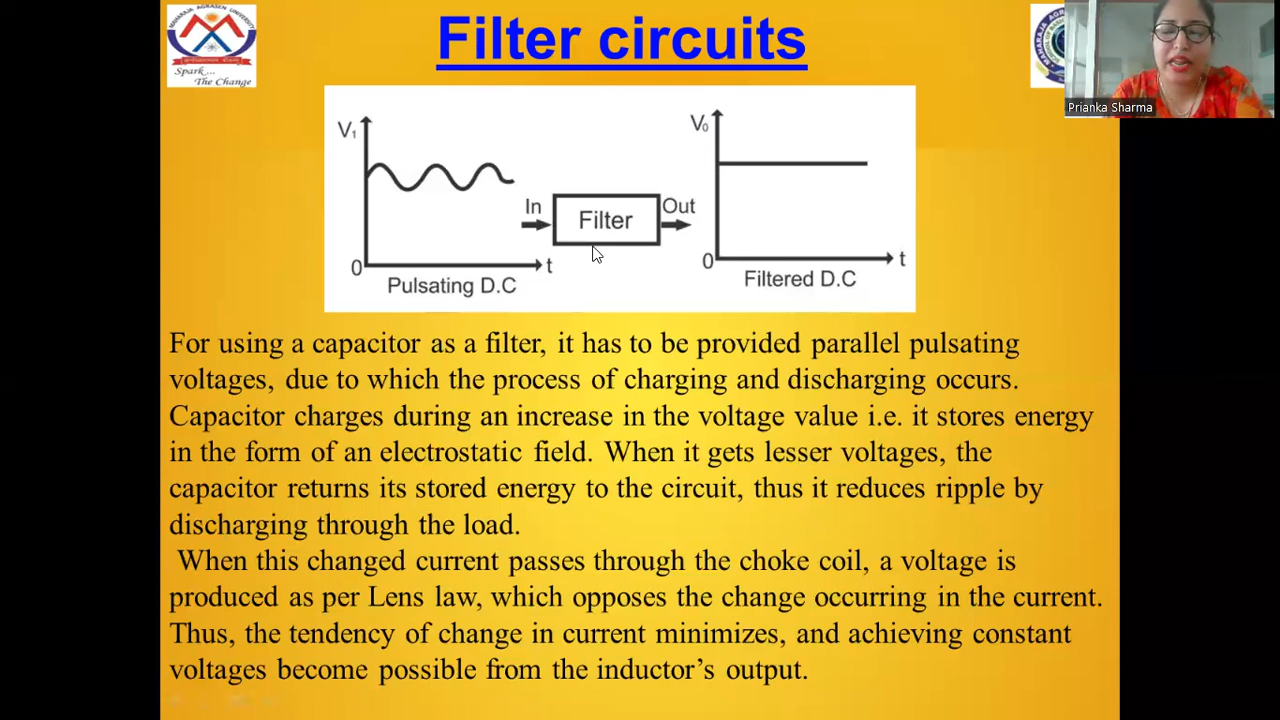 MAHARAJA AGRASEN UNIVERSITY
Spark...
The Change
Filter circuits
MAHARAJA AGR
Prianka Sharma
V1
0
t
Pulsating D.C
In
Filter
Out
V0
0
t
Filtered D.C
For using a capacitor as a filter, it has to be provided parallel pulsating
voltages, due to which the process of charging and discharging occurs.
Capacitor charges during an increase in the voltage value i.e. it stores energy
in the form of an electrostatic field. When it gets lesser voltages, the
capacitor returns its stored energy to the circuit, thus it reduces ripple by
discharging through the load.
When this changed current passes through the choke coil, a voltage is
produced as per Lens law, which opposes the change occurring in the current.
Thus, the tendency of change in current minimizes, and achieving constant
voltages become possible from the inductor’s output.